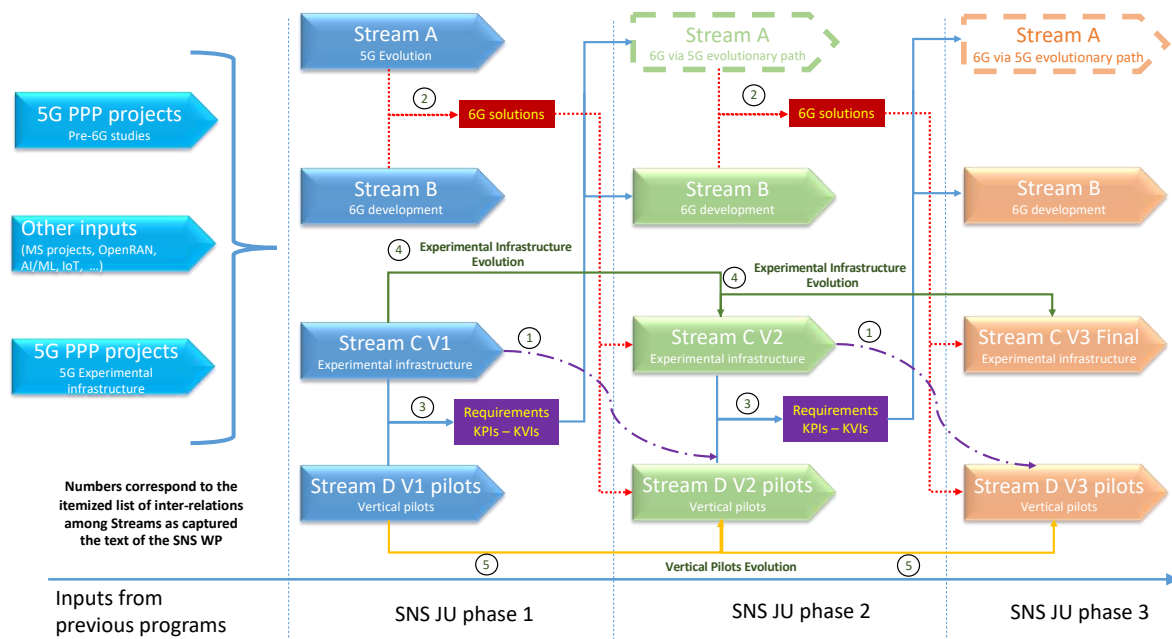 5G PPP projects
Pre-6G studies
Other inputs
(MS projects, OpenRAN,
AI/ML, IoT, …)
5G PPP projects
5G Experimental
infrastructure
Numbers correspond to the
itemized list of inter-relations
among Streams as captured
the text of the SNS WP
Stream A
5G Evolution
2
6G solutions
Stream B
6G development
4
Experimental Infrastructure
Evolution
Stream C V1
Experimental infrastructure
1
3
Requirements
KPIs – KVIs
Stream D V1 pilots
Vertical pilots
5
Stream A
6G via 5G evolutionary path
2
6G solutions
Stream B
6G development
4
Experimental Infrastructure
Evolution
Stream C V2
Experimental infrastructure
1
3
Requirements
KPIs – KVIs
Stream D V2 pilots
Vertical pilots
Vertical Pilots Evolution
5
Stream A
6G via 5G evolutionary path
Stream B
6G development
Stream C V3 Final
Experimental infrastructure
Stream D V3 pilots
Vertical pilots
Inputs from
previous programs
SNS JU phase 1
SNS JU phase 2
SNS JU phase 3